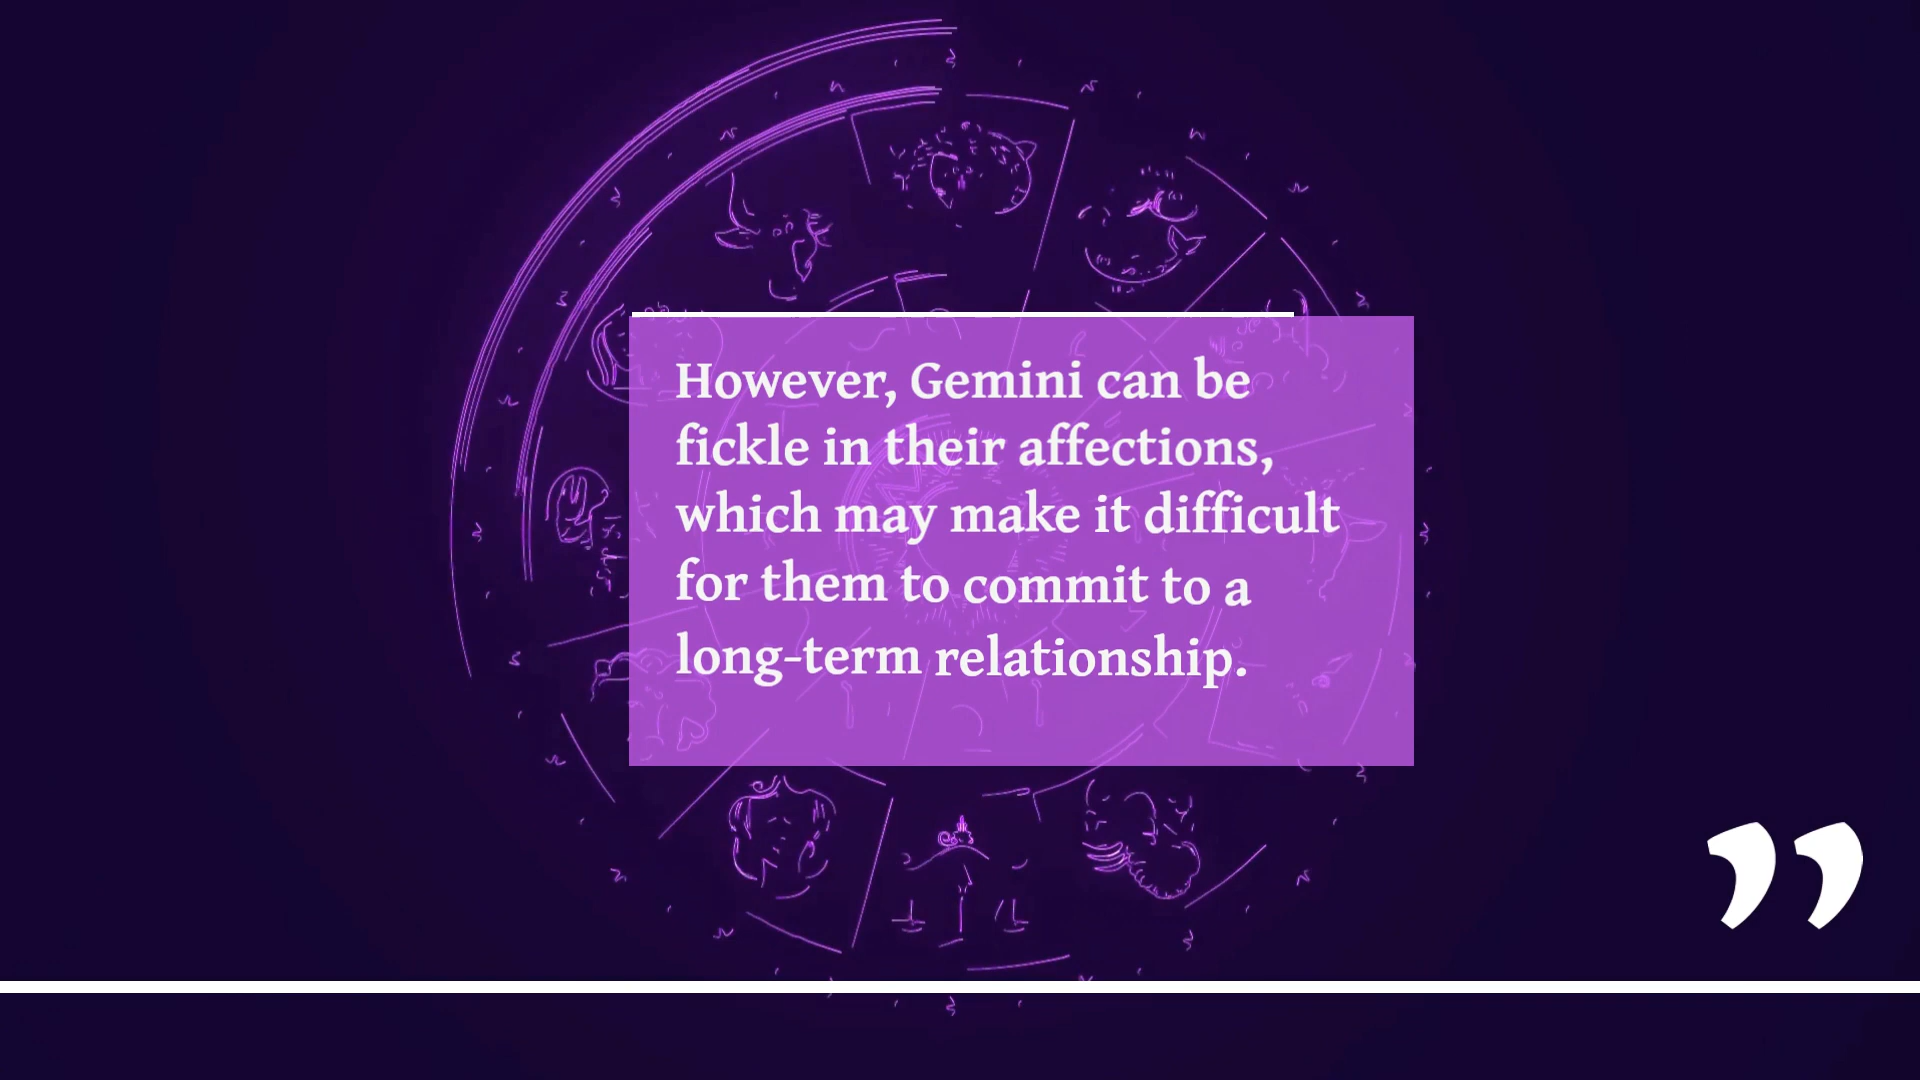 However, Gemini can be
fickle in their affections,
which may make it difficult
for them to commit to a
long-term relationship.
”